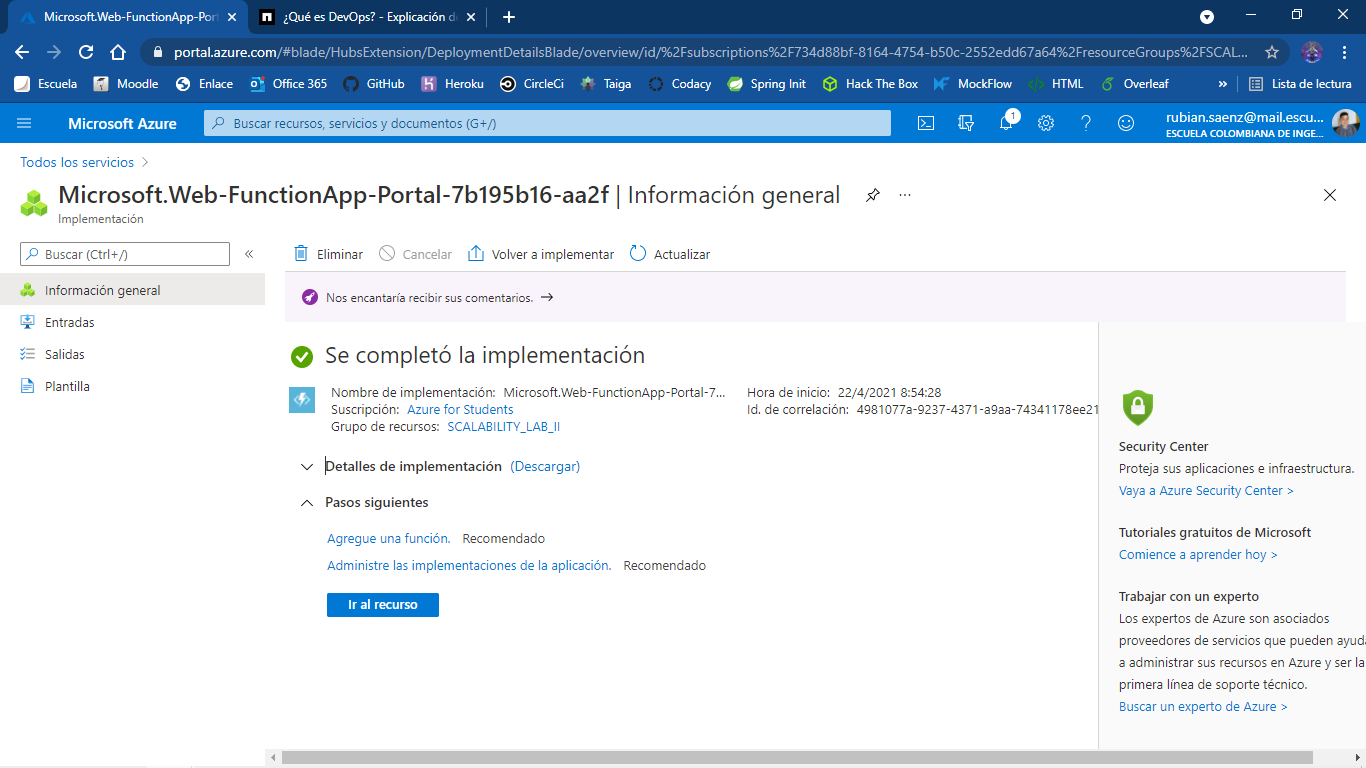 Microsoft.Web-FunctionApp-Port
¿Qué es DevOps? - Explicación de
portal.azure.com/#blade/HubsExtension/DeploymentDetailsBlade/overview/id/%2Fsubscriptions%2F734d88bf-8164-4754-b50c-2552edd67a64%2FresourceGroups%2FSCAL...
Escuela Moodle Enlace Office 365 GitHub Heroku CircleCi Taiga Codacy Spring Init Hack The Box MockFlow HTML Overleaf » Lista de lectura
Microsoft Azure
Buscar recursos, servicios y documentos (G+/)
1
rubian.saenz@mail.escu...
ESCUELA COLOMBIANA DE INGE...
Todos los servicios
Microsoft.Web-FunctionApp-Portal-7b195b16-aa2f | Información general
Implementación
Buscar (Ctrl+/)
«
Información general
Entradas
Salidas
Plantilla
Eliminar Cancelar Volver a implementar Actualizar
Nos encantaría recibir sus comentarios. →
Se completó la implementación
Nombre de implementación: Microsoft.Web-FunctionApp-Portal-7...
Suscripción: Azure for Students
Grupo de recursos: SCALABILITY_LAB_II
Hora de inicio: 22/4/2021 8:54:28
Id. de correlación: 4981077a-9237-4371-a9aa-74341178ee21
Detalles de implementación (Descargar)
Pasos siguientes
Agregue una función. Recomendado
Administre las implementaciones de la aplicación. Recomendado
Ir al recurso
Security Center
Proteja sus aplicaciones e infraestructura.
Vaya a Azure Security Center >
Tutoriales gratuitos de Microsoft
Comience a aprender hoy >
Trabajar con un experto
Los expertos de Azure son asociados
proveedores de servicios que pueden ayuda
a administrar sus recursos en Azure y ser la
primera línea de soporte técnico.
Buscar un experto de Azure >